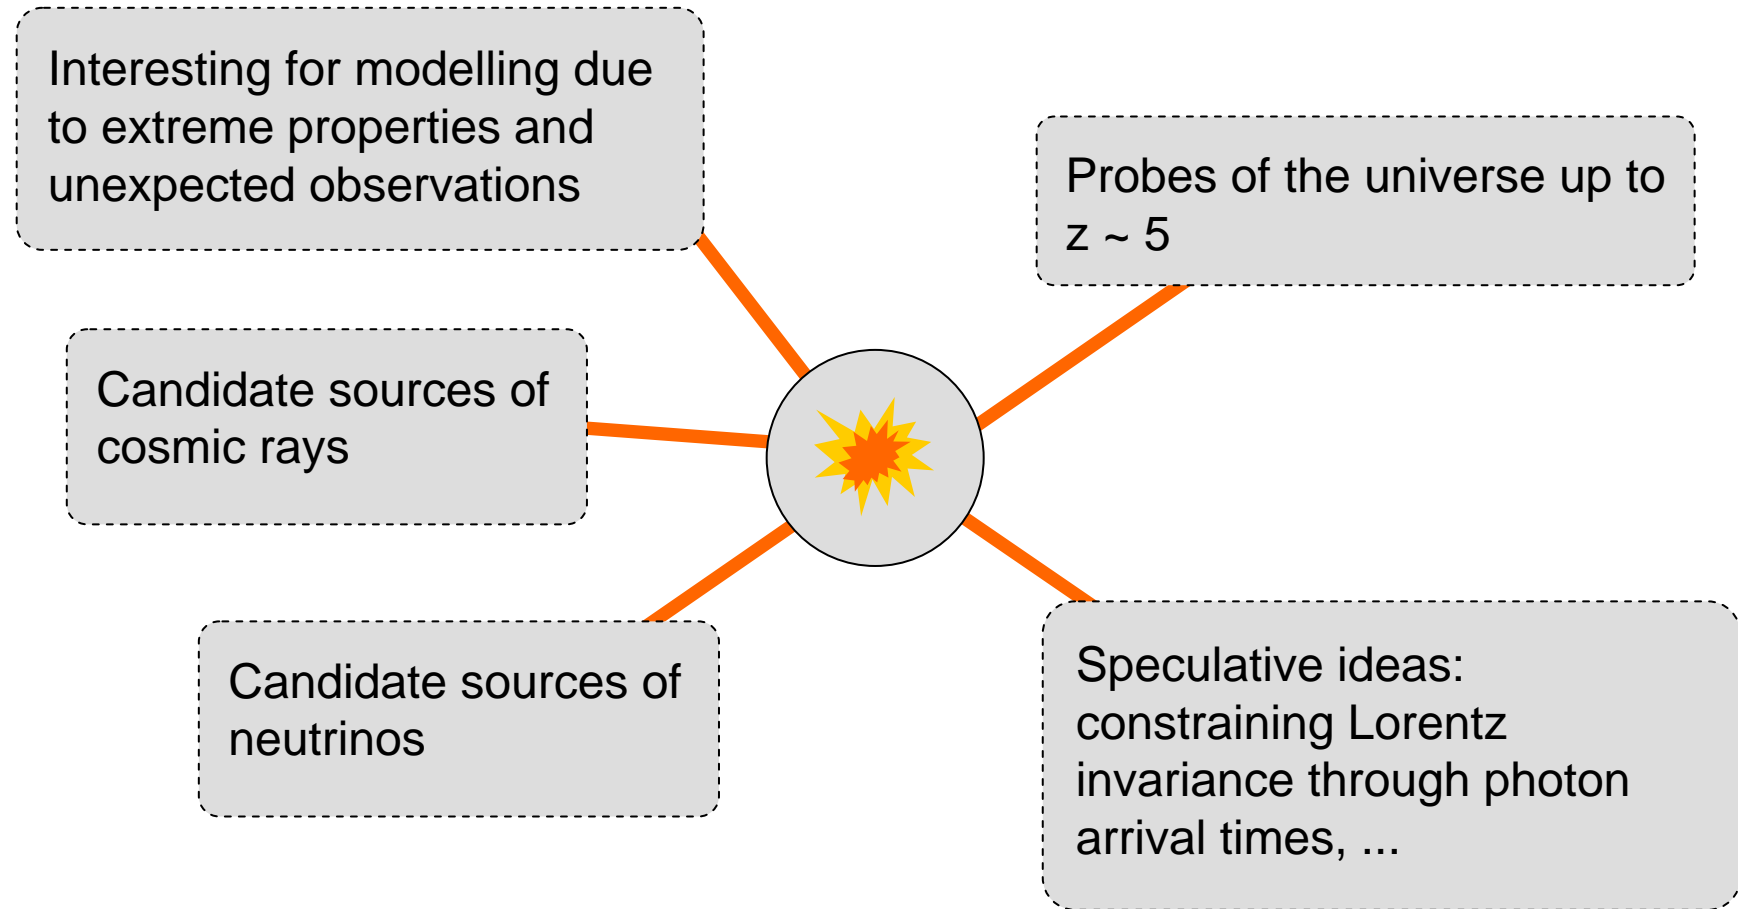 Interesting for modelling due
to extreme properties and
unexpected observations
Probes of the universe up to
z ~ 5
Candidate sources of
cosmic rays
Candidate sources of
neutrinos
Speculative ideas:
constraining Lorentz
invariance through photon
arrival times, ...